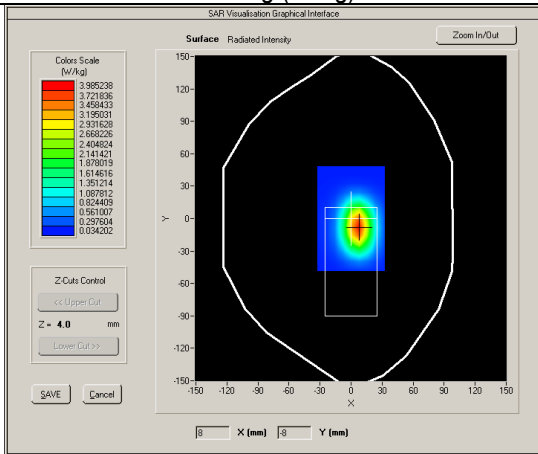 SAR Visualisation Graphical Interface
Surface Radiated Intensity
Zoom In/Out
Colors Scale
(W/kg)
3.985238
3.721836
3.458433
3.195031
2.931628
2.668226
2.404824
2.141421
1.878019
1.614616
1.351214
1.087812
0.824409
0.561007
0.297604
0.034202
Z-Cuts Control
<< Upper Cut
Z = 4.0 mm
Lower Cut >>
SAVE Cancel
150
120
90
60
30
0
-30
-60
-90
-120
-150
Y
-150 -120 -90 -60 -30 0 30 60 90 120 150
X
8 X (mm) -8 Y (mm)